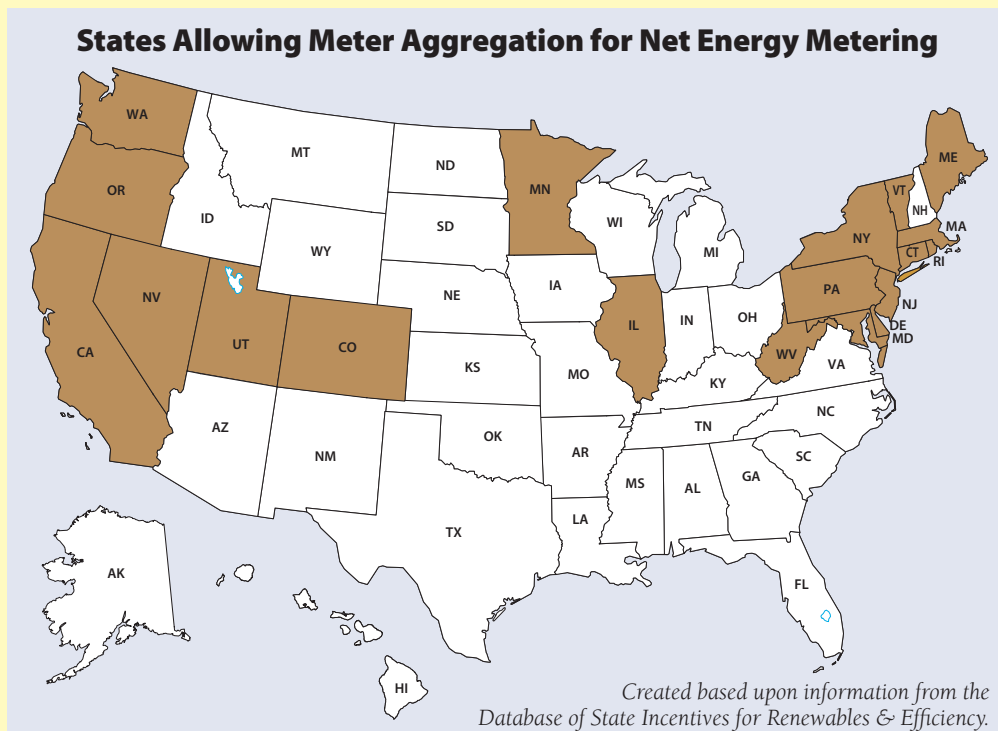 States Allowing Meter Aggregation for Net Energy Metering
WA
MT
ND
MN
ME
OR
ID
SD
WI
VT
NH
WY
MI
NY
MA
CT
RI
NV
NE
IA
PA
NJ
UT
CO
IL
IN
OH
DE
MD
CA
KS
MO
WV
VA
KY
AZ
NM
OK
AR
TN
NC
SC
MS
AL
GA
TX
LA
AK
FL
HI
Created based upon information from the
Database of State Incentives for Renewables & Efficiency.